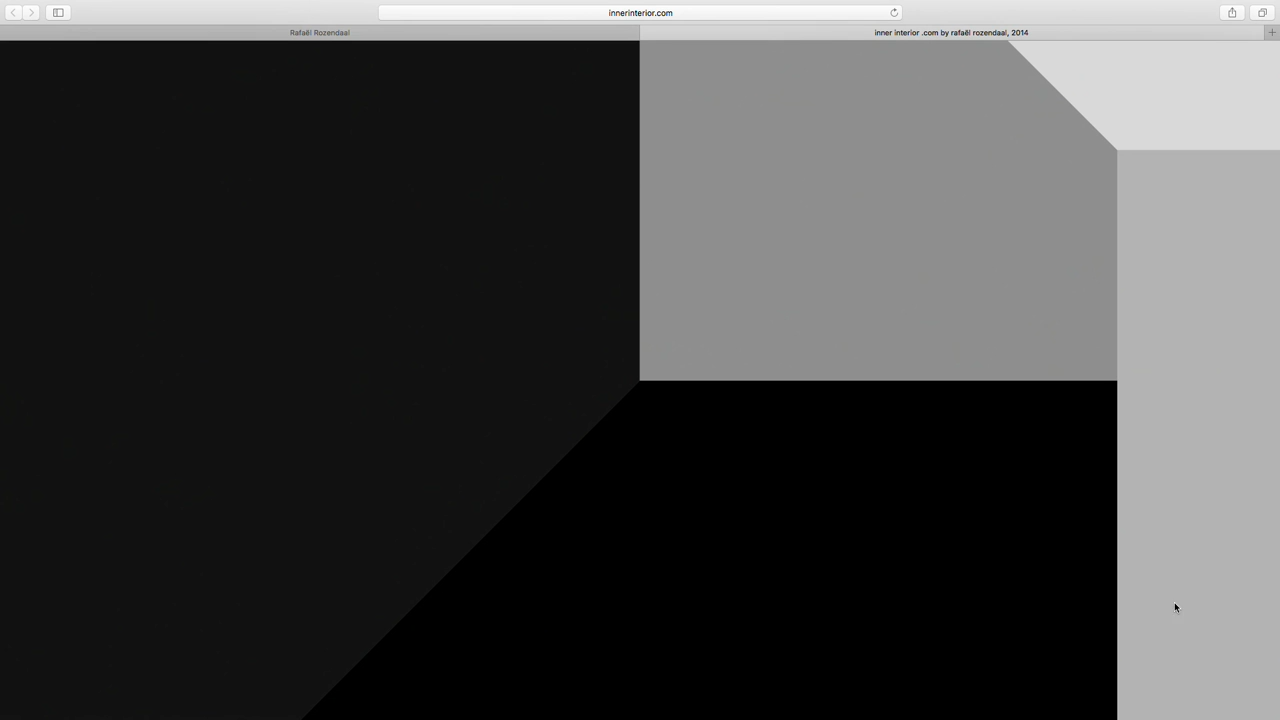 innerinterior.com
Rafaël Rozendaal
inner interior .com by rafaël rozendaal, 2014